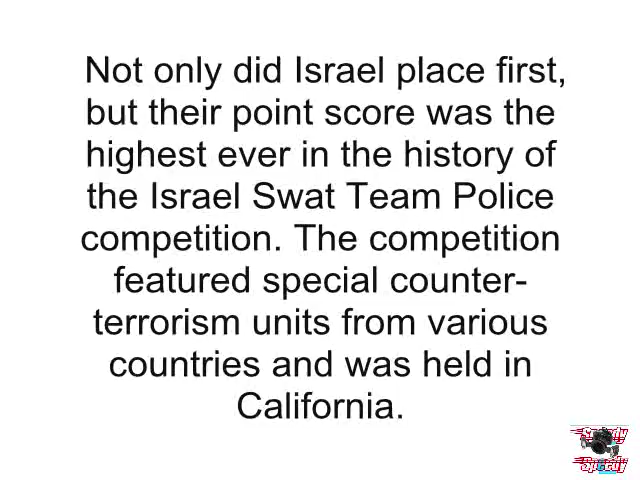 Not only did Israel place first,
but their point score was the
highest ever in the history of
the Israel Swat Team Police
competition. The competition
featured special counter-
terrorism units from various
countries and was held in
California.
Speedy
Speedy